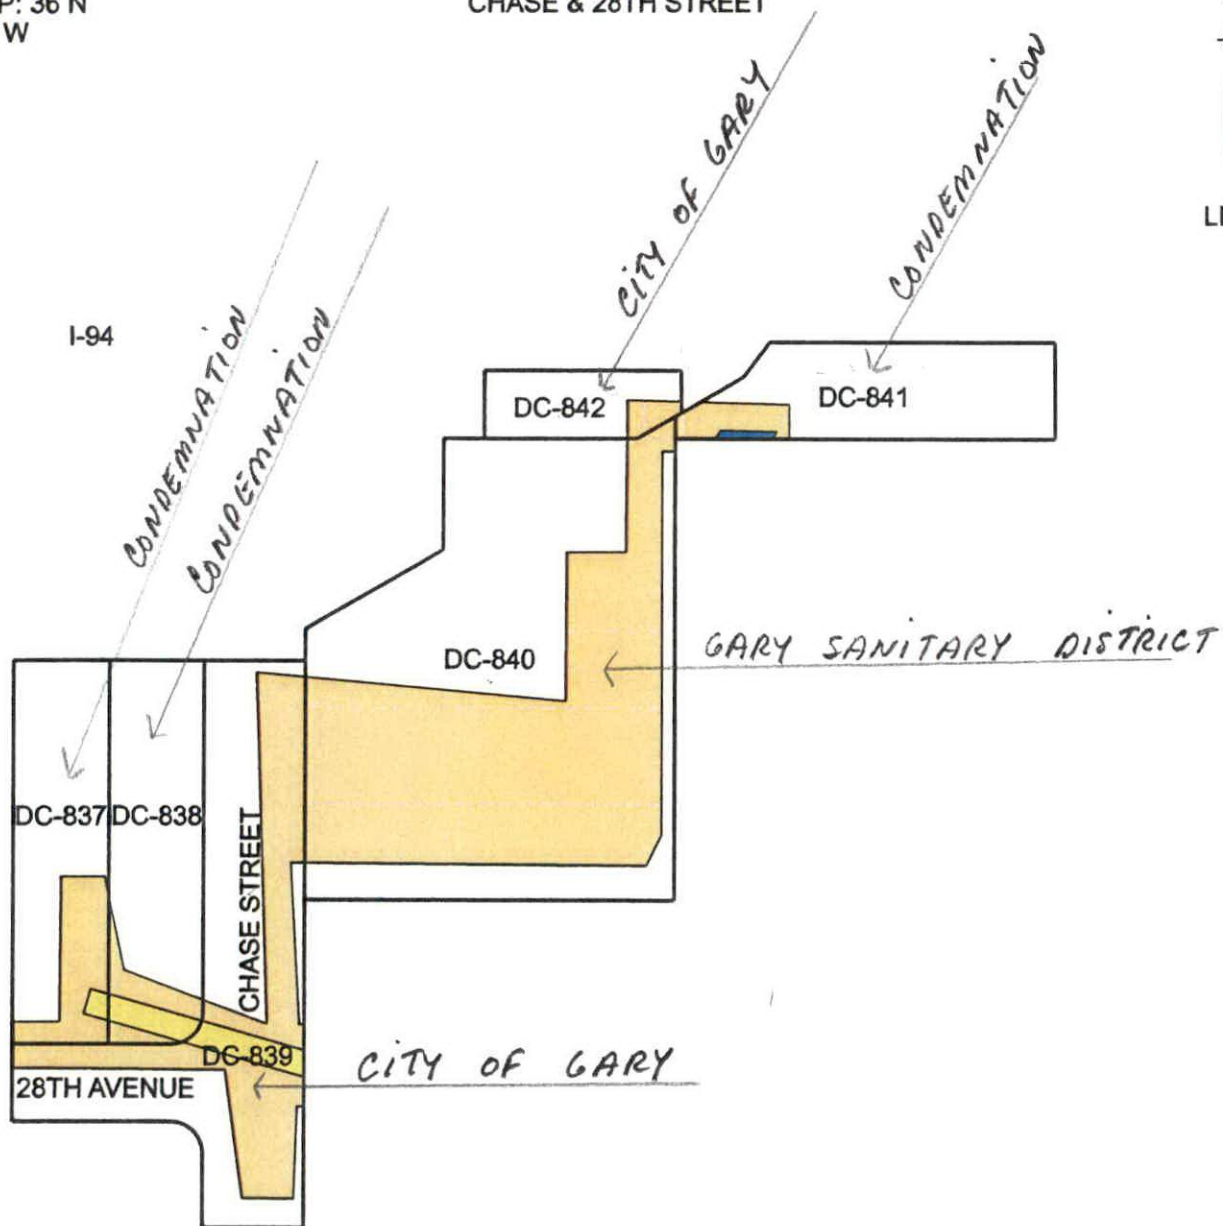 P: 36 N
W
CHASE & 28TH STREET
I-94
CONDEMNATION
CONDEMNATION
CITY OF GARY
CONDEMNATION
DC-842
DC-841
DC-840
GARY SANITARY DISTRICT
DC-837
DC-838
CHASE STREET
DC-839
CITY OF GARY
28TH AVENUE